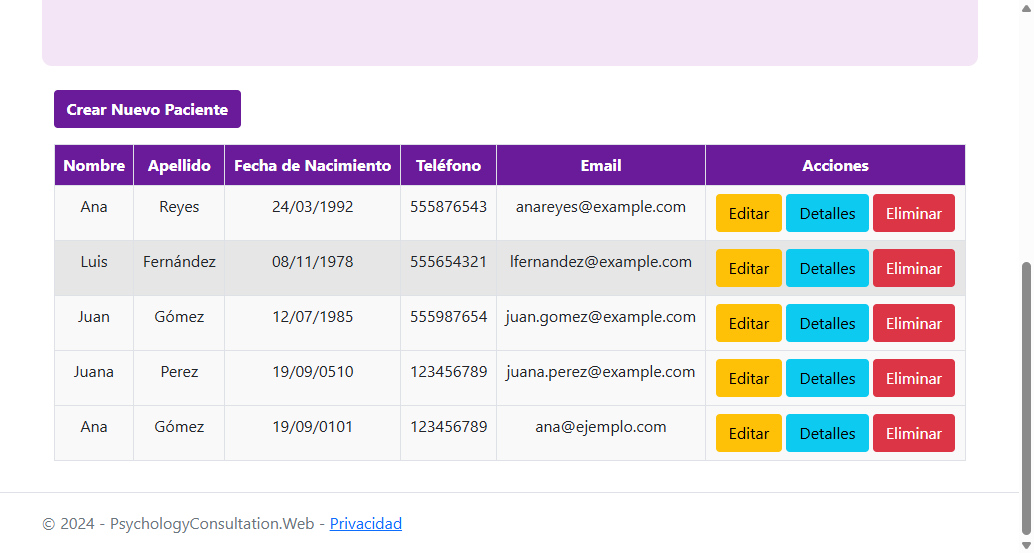 Crear Nuevo Paciente
Nombre Apellido Fecha de Nacimiento Teléfono Email Acciones
Ana Reyes 24/03/1992 555876543 anareyes@example.com Editar Detalles Eliminar
Luis Fernández 08/11/1978 555654321 lfernandez@example.com Editar Detalles Eliminar
Juan Gómez 12/07/1985 555987654 juan.gomez@example.com Editar Detalles Eliminar
Juana Perez 19/09/0510 123456789 juana.perez@example.com Editar Detalles Eliminar
Ana Gómez 19/09/0101 123456789 ana@ejemplo.com Editar Detalles Eliminar
© 2024 - PsychologyConsultation.Web - Privacidad